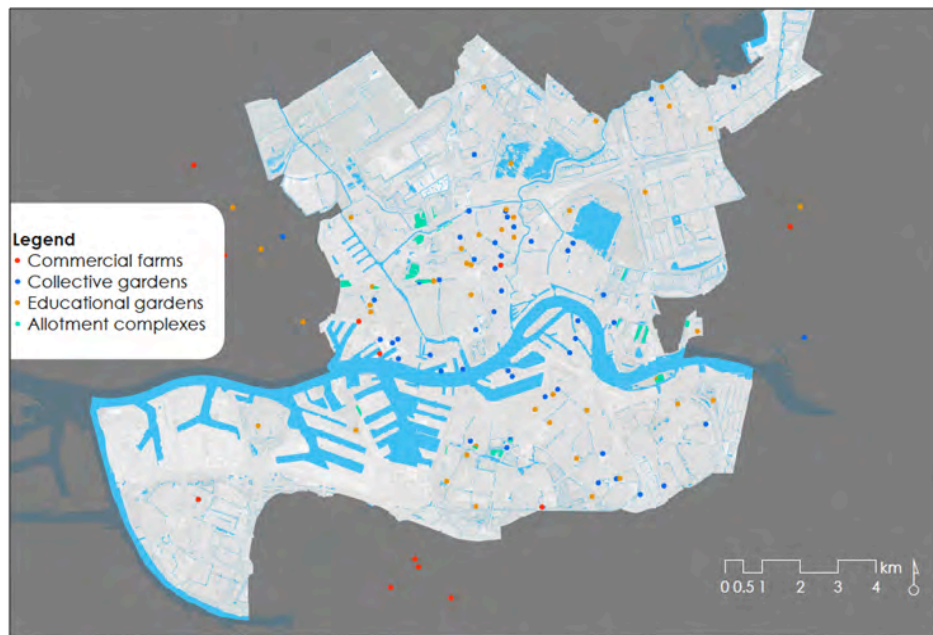 Legend
Commercial farms
Collective gardens
Educational gardens
Allotment complexes
km
0 0.5 1 2 3 4